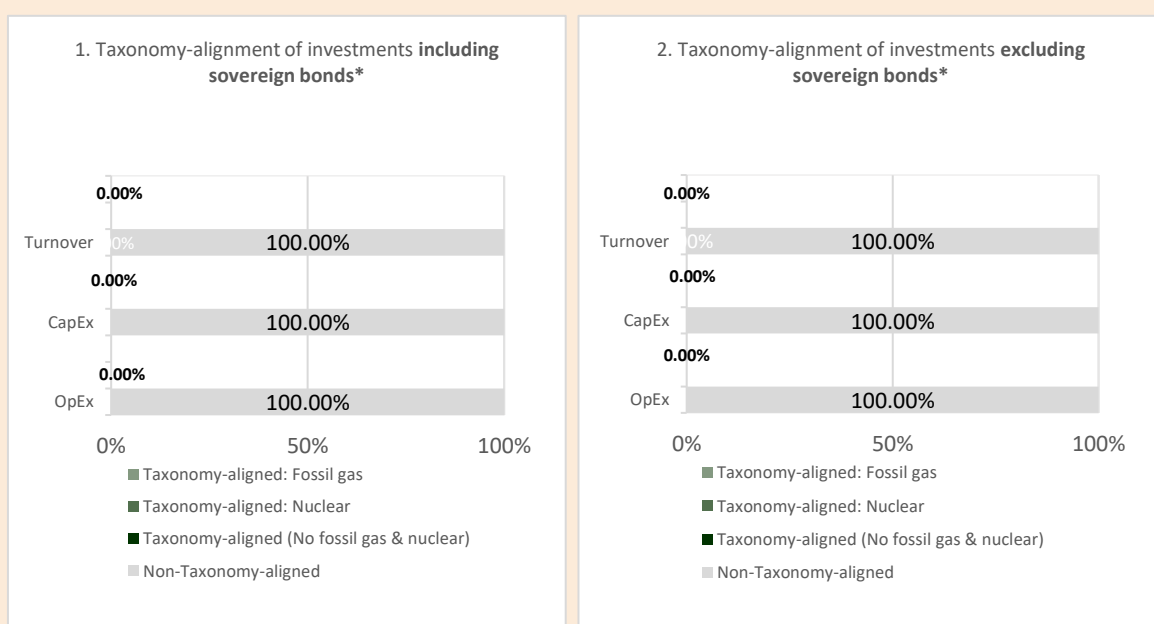 1. Taxonomy-alignment of investments including
sovereign bonds*
0.00%
Turnover 100.00%
0.00%
CapEx 100.00%
0.00%
OpEx 100.00%
0% 50% 100%
Taxonomy-aligned: Fossil gas
Taxonomy-aligned: Nuclear
Taxonomy-aligned (No fossil gas & nuclear)
Non-Taxonomy-aligned
2. Taxonomy-alignment of investments excluding
sovereign bonds*
0.00%
Turnover 100.00%
0.00%
CapEx 100.00%
0.00%
OpEx 100.00%
0% 50% 100%
Taxonomy-aligned: Fossil gas
Taxonomy-aligned: Nuclear
Taxonomy-aligned (No fossil gas & nuclear)
Non-Taxonomy-aligned